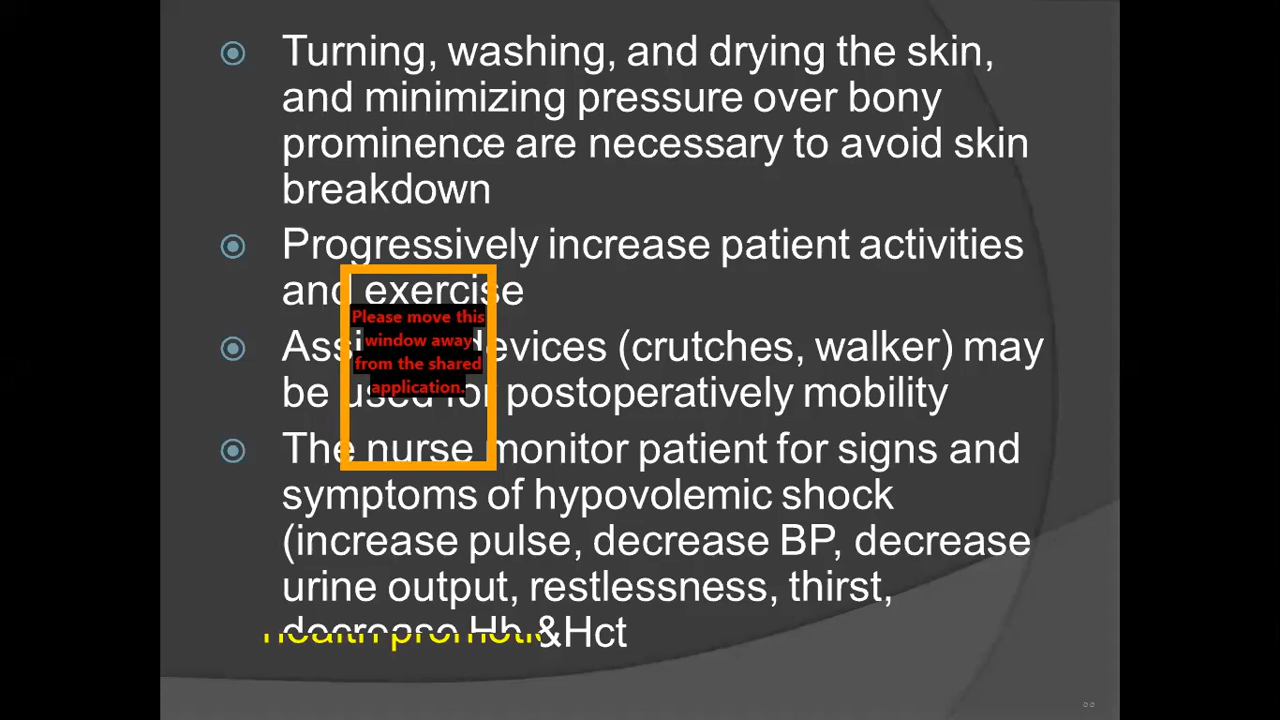 Turning, washing, and drying the skin,
and minimizing pressure over bony
prominence are necessary to avoid skin
breakdown
Progressively increase patient activities
and exercise
Please move this
window away
from the shared
application.
devices (crutches, walker) may
be used for postoperatively mobility
The nurse monitor patient for signs and
symptoms of hypovolemic shock
(increase pulse, decrease BP, decrease
urine output, restlessness, thirst,
decrease Hb &Hct